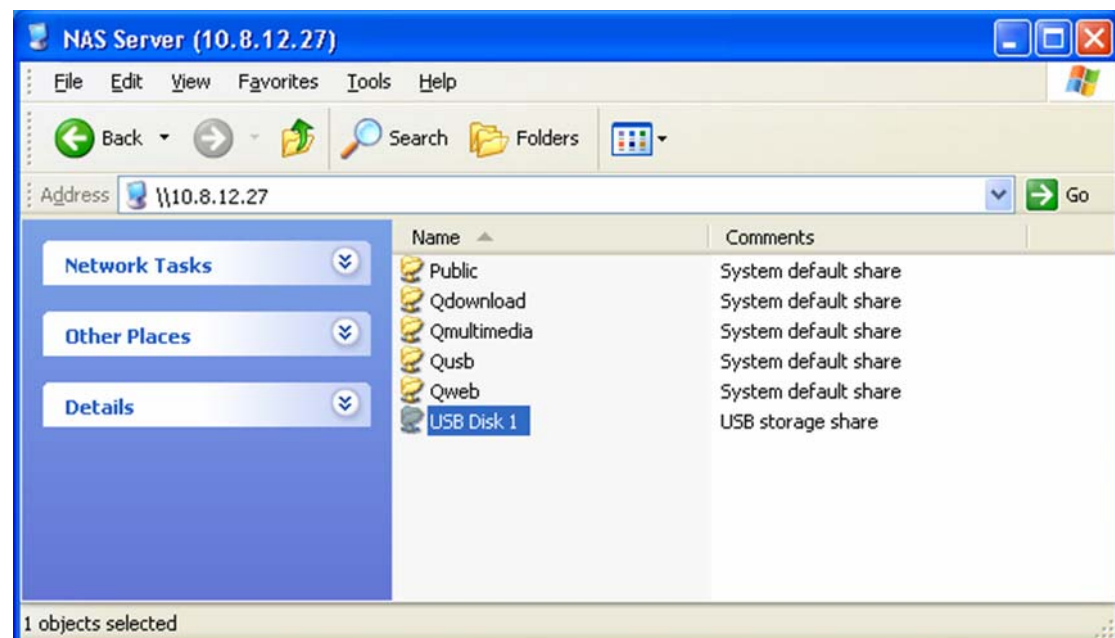 NAS Server (10.8.12.27)
File Edit View Favorites Tools Help
Back Search Folders
Address \\10.8.12.27 Go
Name Comments
Network Tasks
Other Places
Details
Public System default share
Qdownload System default share
Qmultimedia System default share
Qusb System default share
Qweb System default share
USB Disk 1 USB storage share
1 objects selected